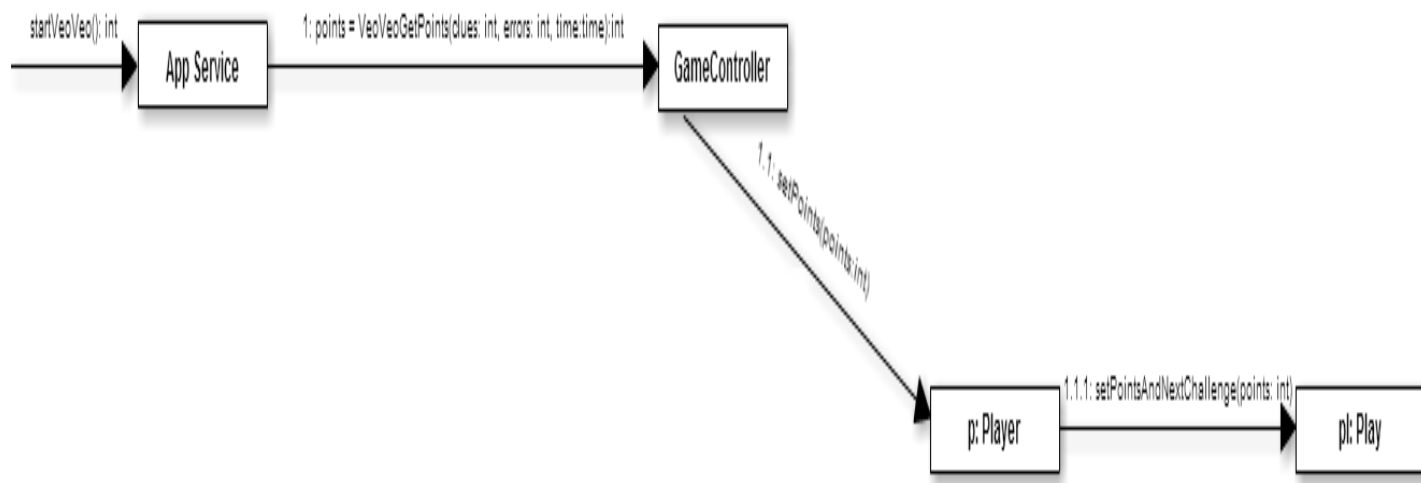 startVeoVeo(): int
1: points = VeoVeoGetPoints(clues: int, errors: int, time:time):int
App Service
GameController
1.1: setPoints(points:int)
1.1.1: setPointsAndNextChallenge(points: int)
p: Player
pl: Play